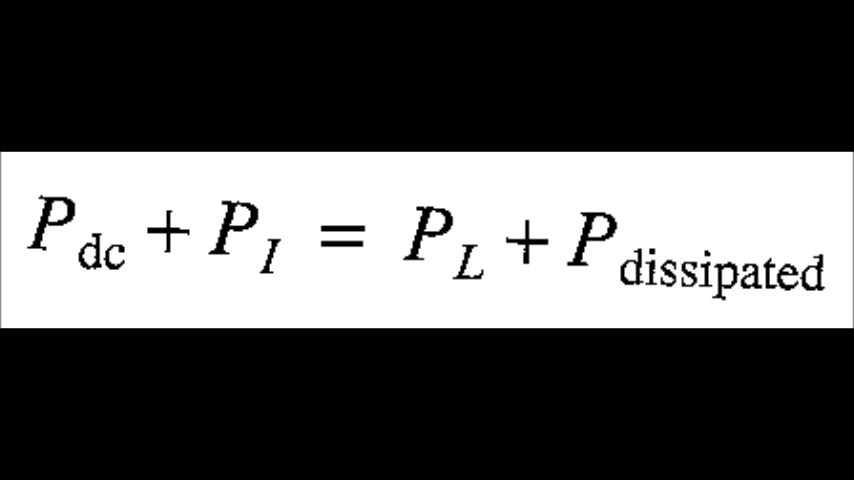 P_dc + P_I = P_L + P_dissipated